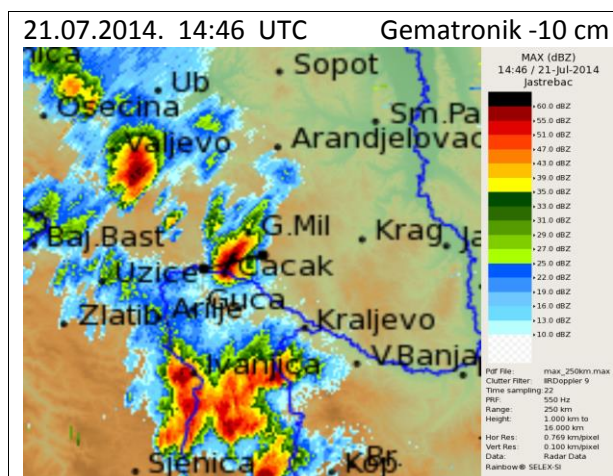 21.07.2014. 14:46 UTC Gematronik -10 cm
Sopot
Ub
Osecina
Sm.Pa
Valjevo
Arandjelovac
G.Mil
Krag
Ja
Baj.Bast
Cacak
Uzice
Guca
Zlatib
Arilje
Kraljevo
V.Banja
Ivanjica
Br.
Sjenica
Kop
MAX (dBZ)
14:46 / 21-Jul-2014
Jastrebac
60.0 dBZ
55.0 dBZ
51.0 dBZ
47.0 dBZ
43.0 dBZ
39.0 dBZ
35.0 dBZ
33.0 dBZ
31.0 dBZ
29.0 dBZ
27.0 dBZ
25.0 dBZ
22.0 dBZ
19.0 dBZ
16.0 dBZ
13.0 dBZ
10.0 dBZ
Pdf File: max_250km.max
Clutter Filter: IIRDoppler 9
Time sampling: 22
PRF: 550 Hz
Range: 250 km
Height: 1.000 km to
16.000 km
Hor Res: 0.769 km/pixel
Vert Res: 0.100 km/pixel
Data: Radar Data
Rainbow® SELEX-SI